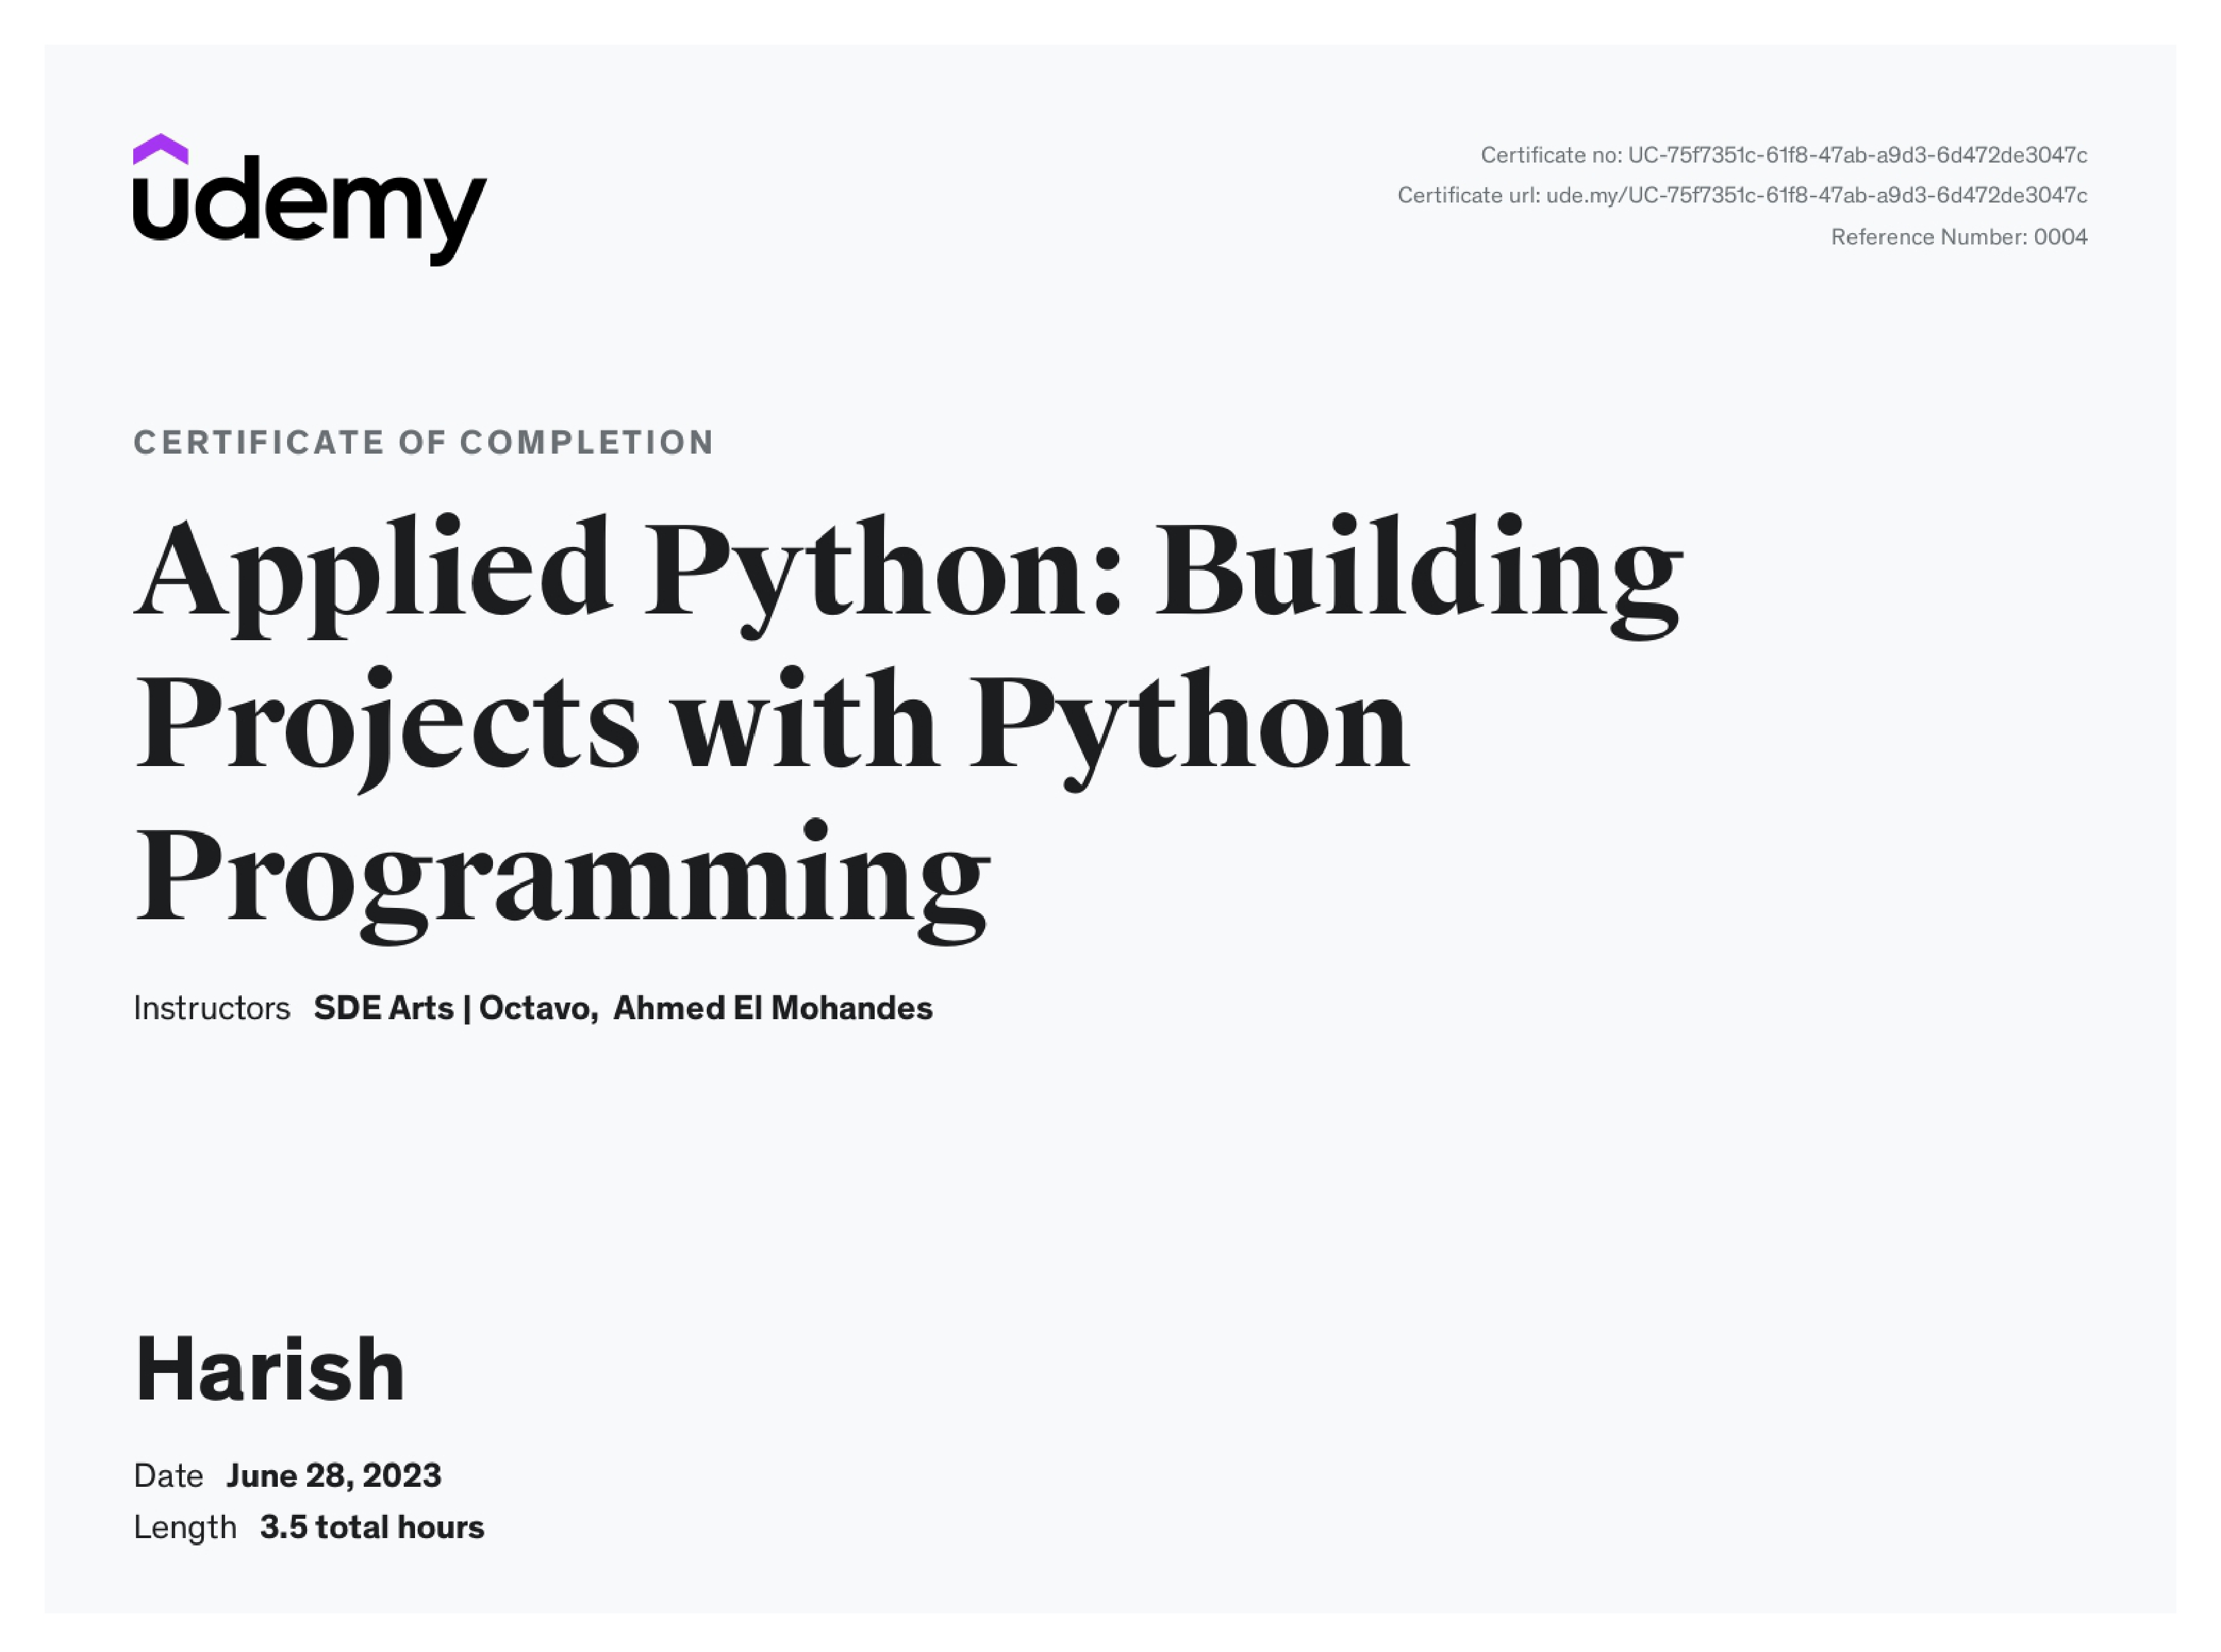 udemy
Certificate no: UC-75f7351c-61f8-47ab-a9d3-6d472de3047c
Certificate url: ude.my/UC-75f7351c-61f8-47ab-a9d3-6d472de3047c
Reference Number: 0004
CERTIFICATE OF COMPLETION
Applied Python: Building
Projects with Python
Programming
Instructors SDE Arts | Octavo, Ahmed El Mohandes
Harish
Date June 28, 2023
Length 3.5 total hours